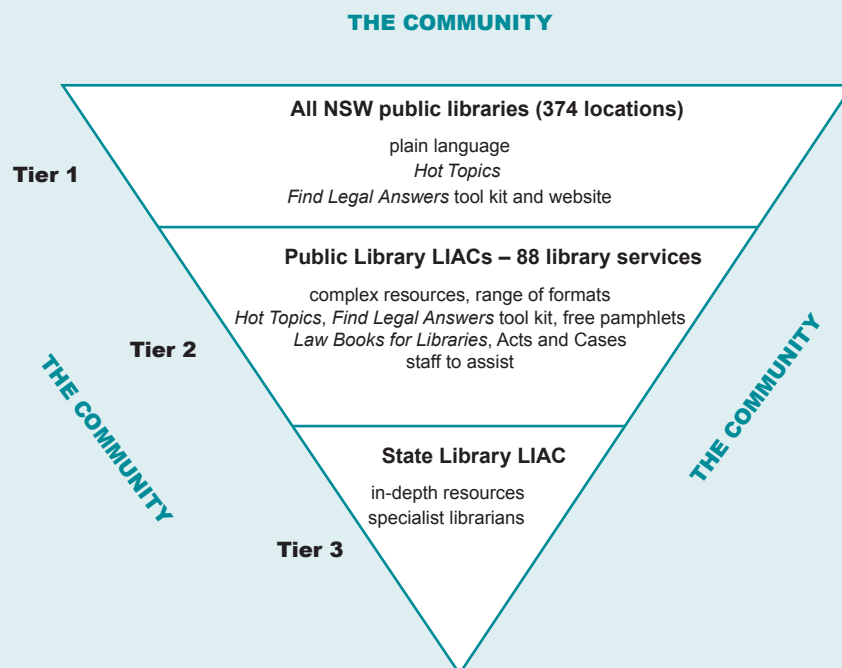 THE COMMUNITY
All NSW public libraries (374 locations)
plain language
Hot Topics
Find Legal Answers tool kit and website
Tier 1
Public Library LIACs – 88 library services
complex resources, range of formats
Hot Topics, Find Legal Answers tool kit, free pamphlets
Law Books for Libraries, Acts and Cases
staff to assist
Tier 2
THE COMMUNITY
THE COMMUNITY
State Library LIAC
in-depth resources
specialist librarians
Tier 3